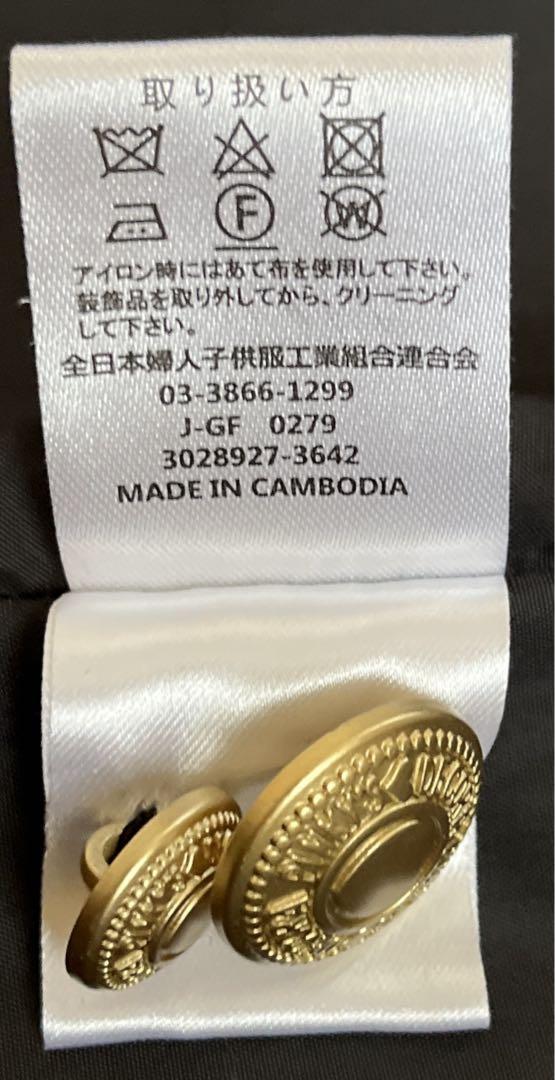 取り扱い方
F
W
アイロン時にはあて布を使用して下さい。
装飾品を取り外してから、クリーニング
して下さい。
全日本婦人子供服工業組合連合会
03-3866-1299
J-GF 0279
3028927-3642
MADE IN CAMBODIA